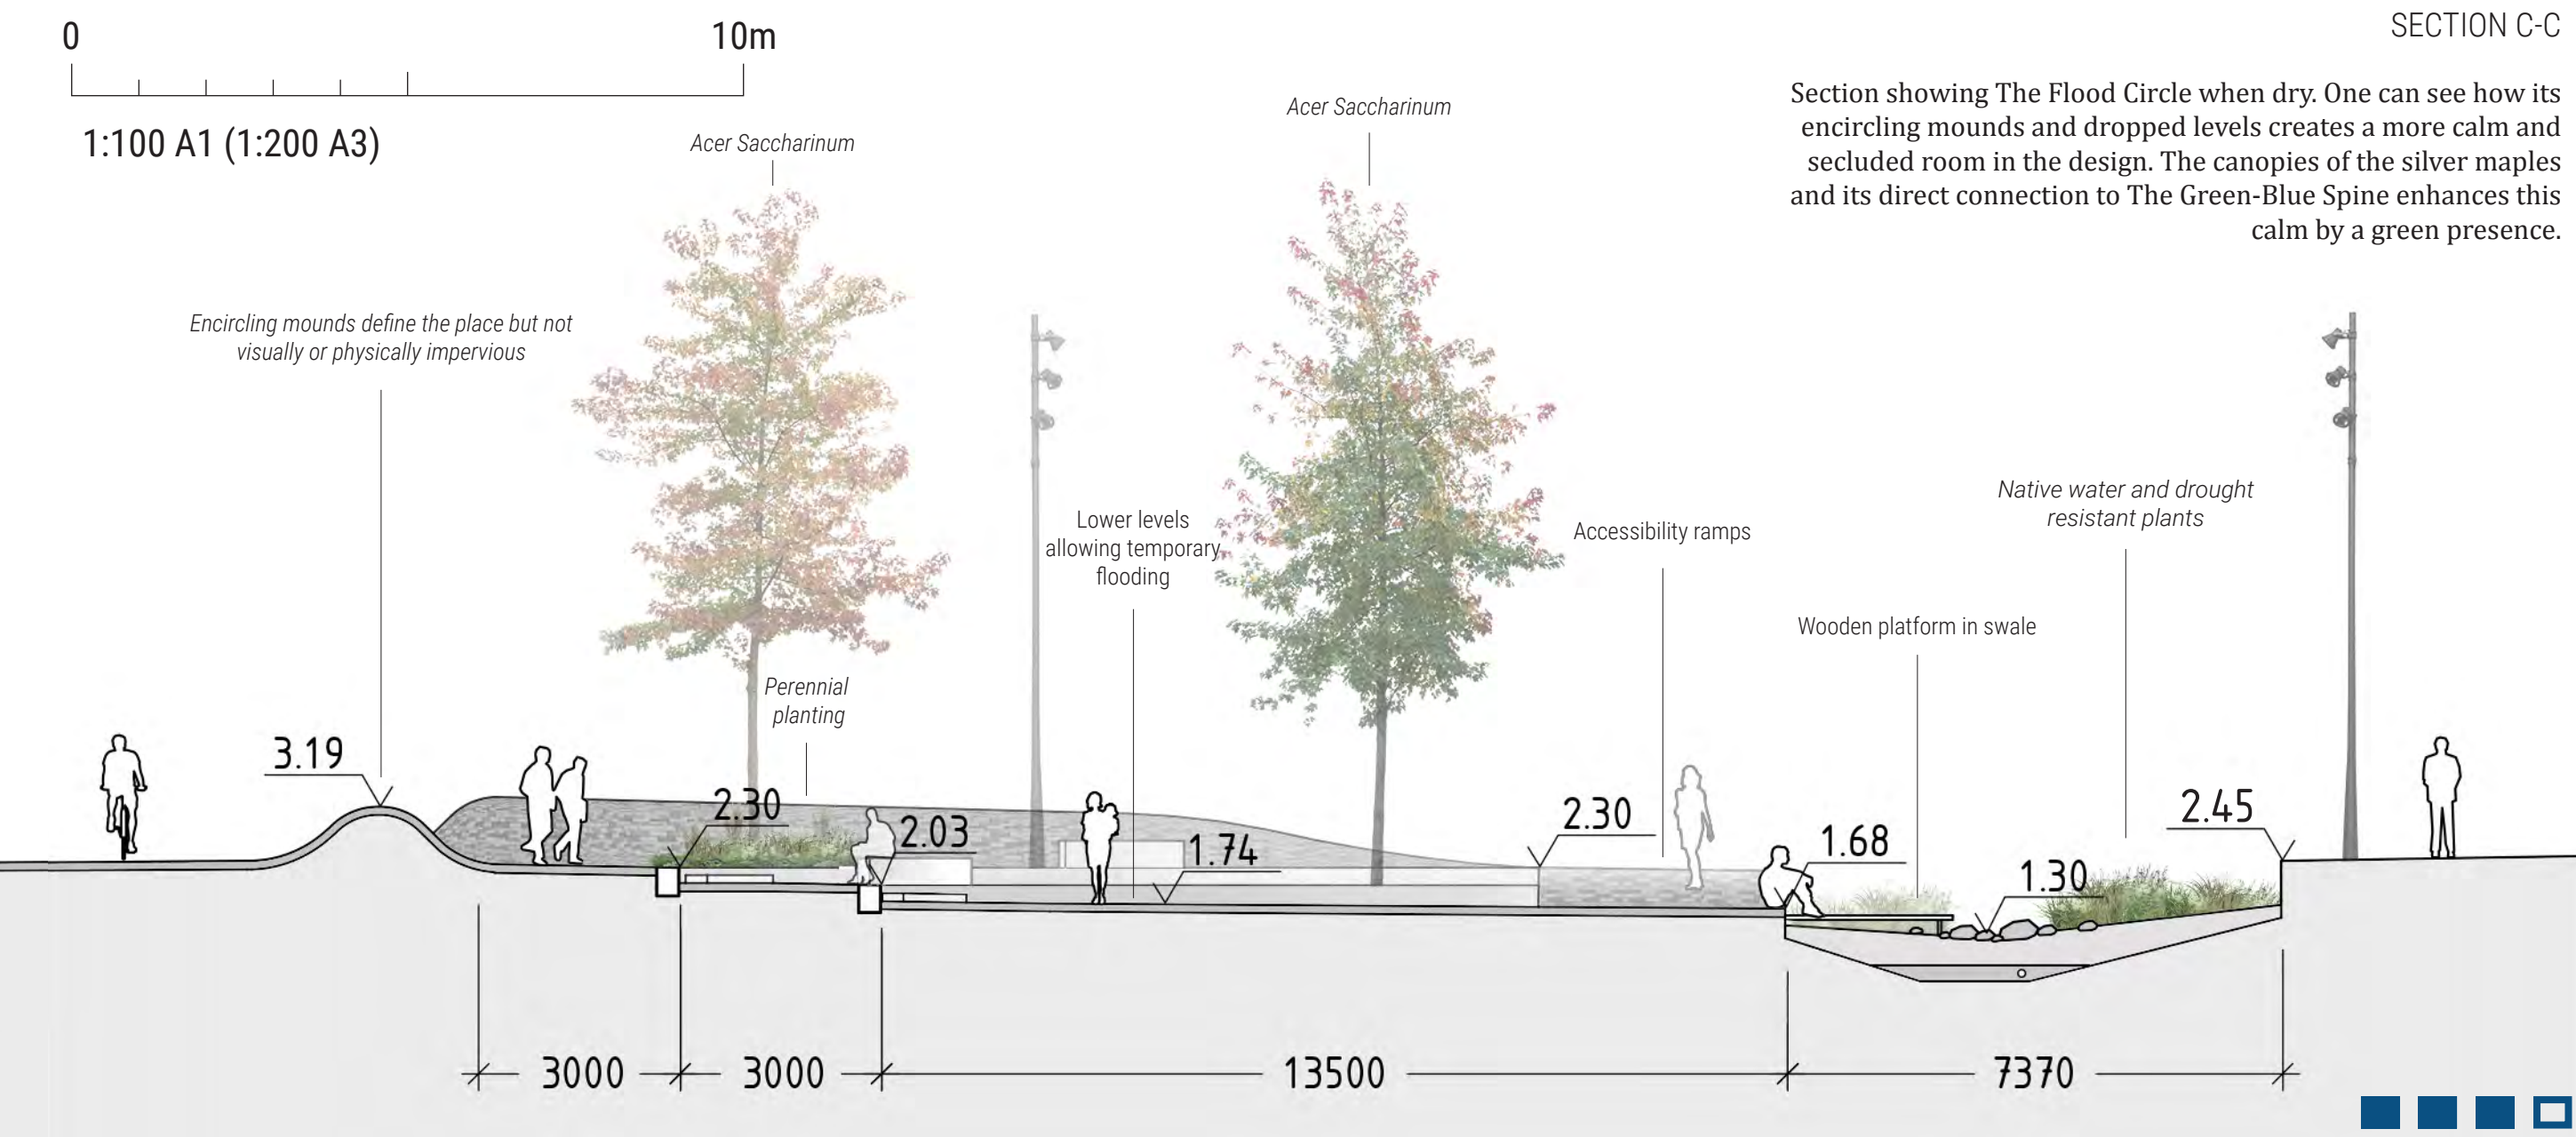 0 10m
1:100 A1 (1:200 A3)
SECTION C-C
Section showing The Flood Circle when dry. One can see how its
encircling mounds and dropped levels creates a more calm and
secluded room in the design. The canopies of the silver maples
and its direct connection to The Green-Blue Spine enhances this
calm by a green presence.
Acer Saccharinum
Acer Saccharinum
Encircling mounds define the place but not
visually or physically impervious
Lower levels
allowing temporary
flooding
Accessibility ramps
Native water and drought
resistant plants
Wooden platform in swale
Perennial
planting
3.19
2.30
2.03
1.74
2.30
1.68
1.30
2.45
3000 3000 13500 7370